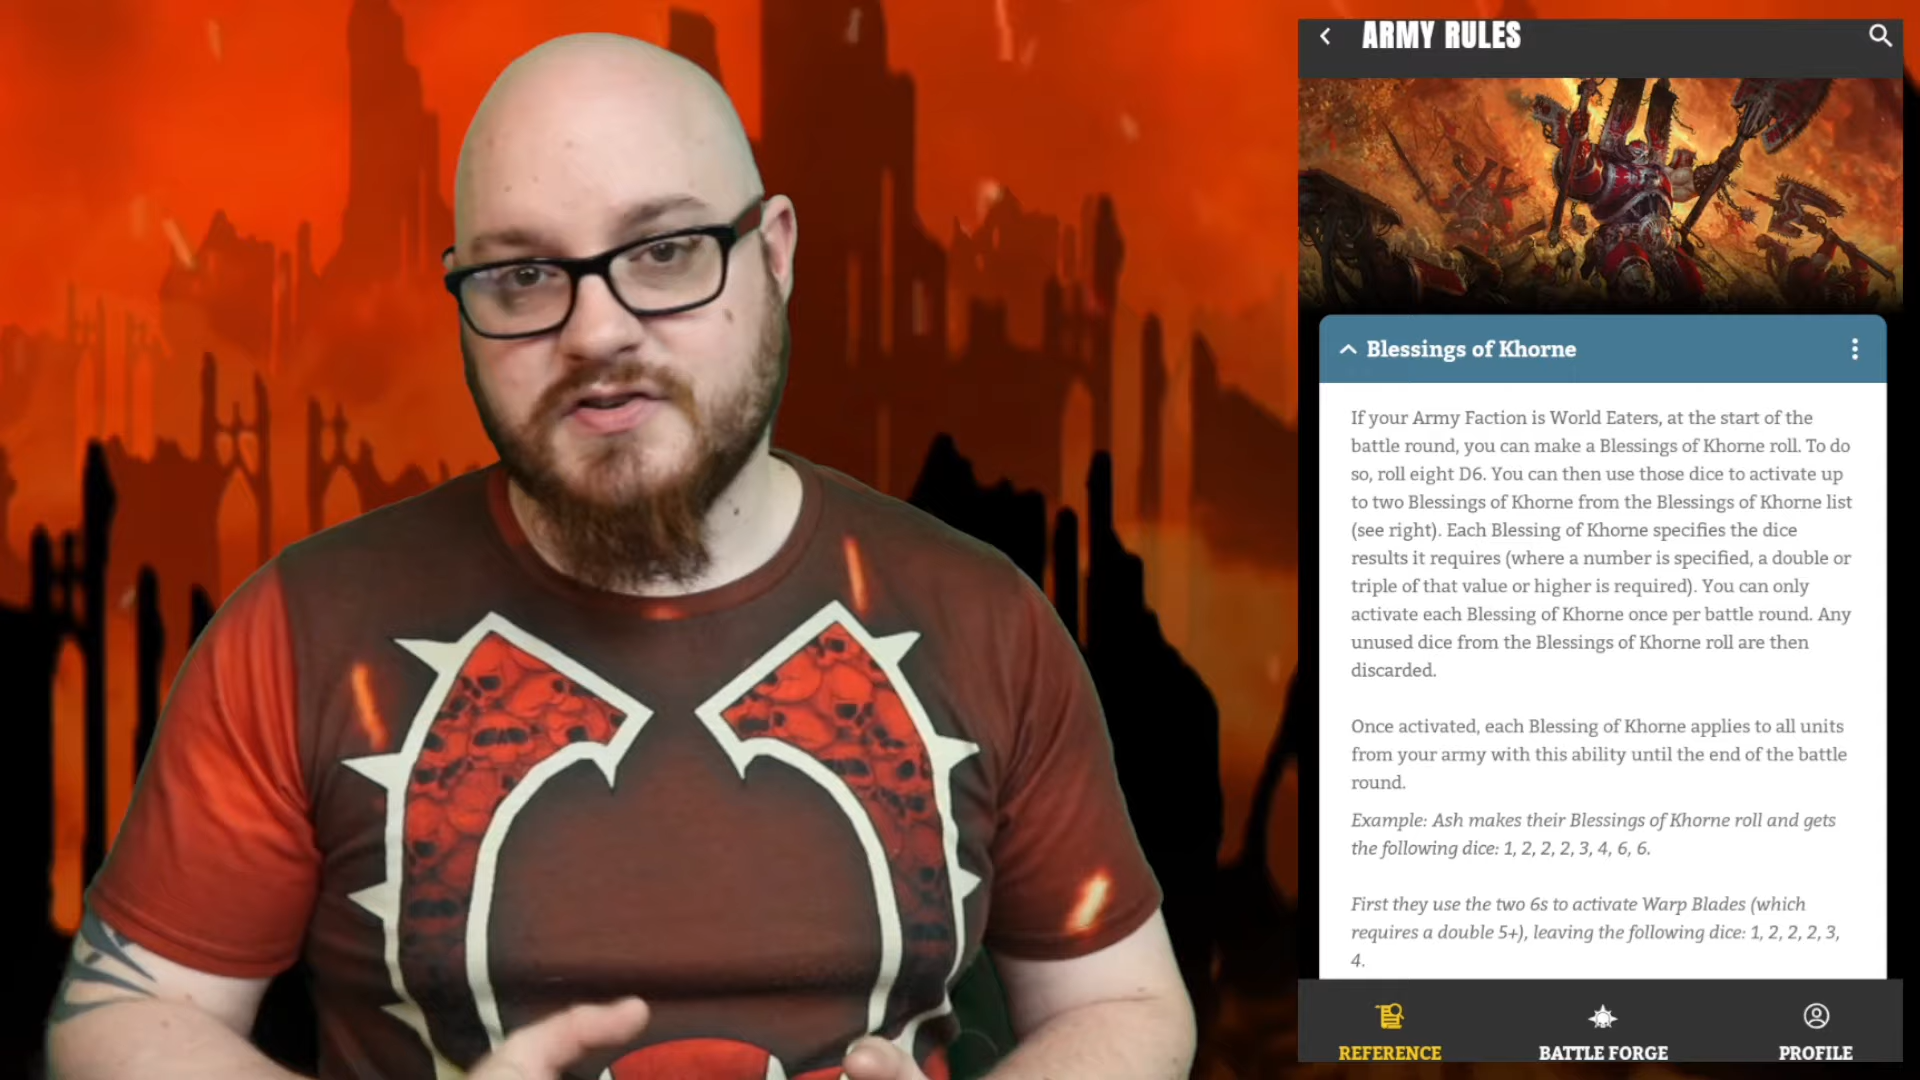 ARMY RULES
Blessings of Khorne
If your Army Faction is World Eaters, at the start of the
battle round, you can make a Blessings of Khorne roll. To do
so, roll eight D6. You can then use those dice to activate up
to two Blessings of Khorne from the Blessings of Khorne list
(see right). Each Blessing of Khorne specifies the dice
results it requires (where a number is specified, a double or
triple of that value or higher is required). You can only
activate each Blessing of Khorne once per battle round. Any
unused dice from the Blessings of Khorne roll are then
discarded.
Once activated, each Blessing of Khorne applies to all units
from your army with this ability until the end of the battle
round.
Example: Ash makes their Blessings of Khorne roll and gets
the following dice: 1, 2, 2, 2, 3, 4, 6, 6.
First they use the two 6s to activate Warp Blades (which
requires a double 5+), leaving the following dice: 1, 2, 2, 2, 3,
4.
REFERENCE
BATTLE FORGE
PROFILE